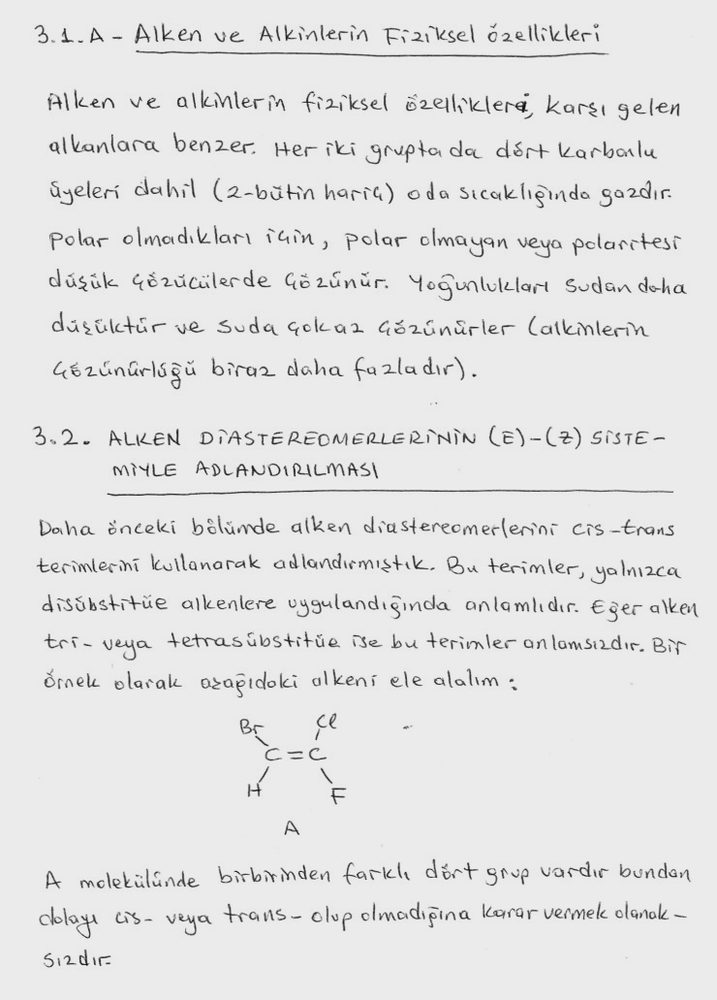 3.1.A - Alken ve Alkinlerin Fiziksel özellikleri
Alken ve alkinlerin fiziksel özellikleri, karşı gelen
alkanlara benzer. Her iki grupta da dört karbonlu
üyeleri dahil (2-bütin hariç) oda sıcaklığında gazdır.
Polar olmadıkları için, polar olmayan veya polaritesi
düşük çözücülerde çözünür. Yoğunlukları sudan daha
düşüktür ve suda çok az çözünürler (alkinlerin
çözünürlüğü biraz daha fazladır).
3.2. ALKEN DİASTEREOMERLERİNİN (E)-(Z) SİSTE-
MİYLE ADLANDIRILMASI
Daha önceki bölümde alken diastereomerlerini cis-trans
terimlerini kullanarak adlandırmıştık. Bu terimler, yalnızca
disübstitüe alkenlere uygulandığında anlamlıdır. Eğer alken
tri- veya tetrasübstitüe ise bu terimler anlamsızdır. Bir
örnek olarak aşağıdaki alkeni ele alalım:
Br Cl
C=C
H F
A
A molekülünde birbirinden farklı dört grup vardır bundan
dolayı cis- veya trans- olup olmadığına karar vermek olanak-
sızdır.